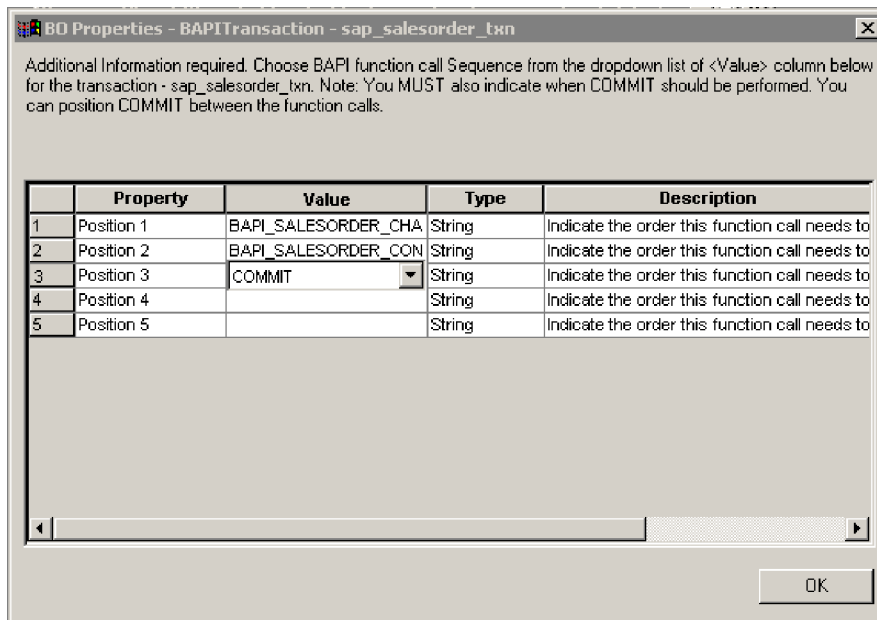 BO Properties - BAPITransaction - sap_salesorder_txn
Additional Information required. Choose BAPI function call Sequence from the dropdown list of <Value> column below
for the transaction - sap_salesorder_txn. Note: You MUST also indicate when COMMIT should be performed. You
can position COMMIT between the function calls.
Property Value Type Description
1 Position 1 BAPI_SALESORDER_CHA String Indicate the order this function call needs to
2 Position 2 BAPI_SALESORDER_CON String Indicate the order this function call needs to
3 Position 3 COMMIT String Indicate the order this function call needs to
4 Position 4 String Indicate the order this function call needs to
5 Position 5 String Indicate the order this function call needs to
OK